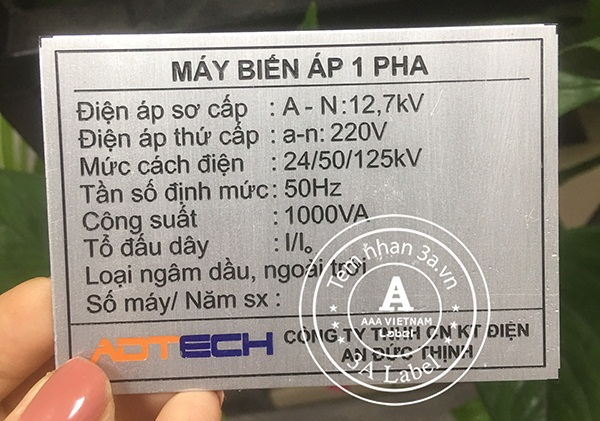 MÁY BIẾN ÁP 1 PHA
Điện áp sơ cấp : A - N: 12,7kV
Điện áp thứ cấp : a-n: 220V
Mức cách điện : 24/50/125kV
Tần số định mức: 50Hz
Công suất : 1000VA
Tổ đấu dây : I/I₀
Loại ngâm dầu, ngoài trời
Số máy/ Năm sx :
ADTECH
CÔNG TY TNHH CN KT ĐIỆN
AN ĐỨC THỊNH
Tem nhan 3a.vn
A
AAA VIETNAM
Label
3A Label